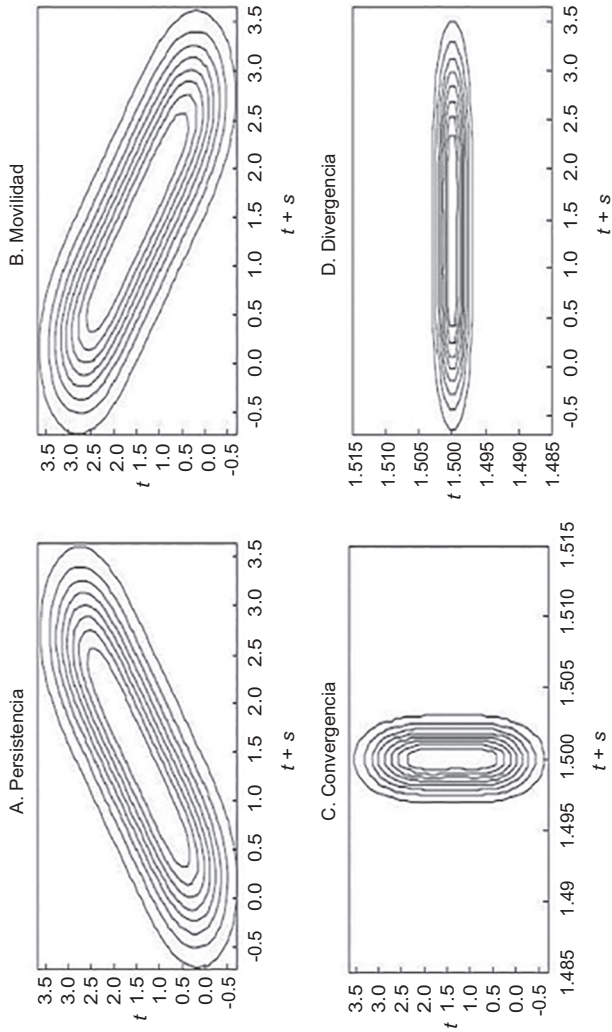 A. Persistencia
3.5
3.0
2.5
2.0
t 1.5
1.0
0.5
0.0
-0.5
-0.5 0.0 0.5 1.0 1.5 2.0 2.5 3.0 3.5
t + s
B. Movilidad
3.5
3.0
2.5
2.0
t 1.5
1.0
0.5
0.0
-0.5
-0.5 0.0 0.5 1.0 1.5 2.0 2.5 3.0 3.5
t + s
C. Convergencia
3.5
3.0
2.5
2.0
t 1.5
1.0
0.5
0.0
-0.5
1.485 1.49 1.495 1.500 1.505 1.510 1.515
t + s
D. Divergencia
1.515
1.510
1.505
t 1.500
1.495
1.490
1.485
-0.5 0.0 0.5 1.0 1.5 2.0 2.5 3.0 3.5
t + s